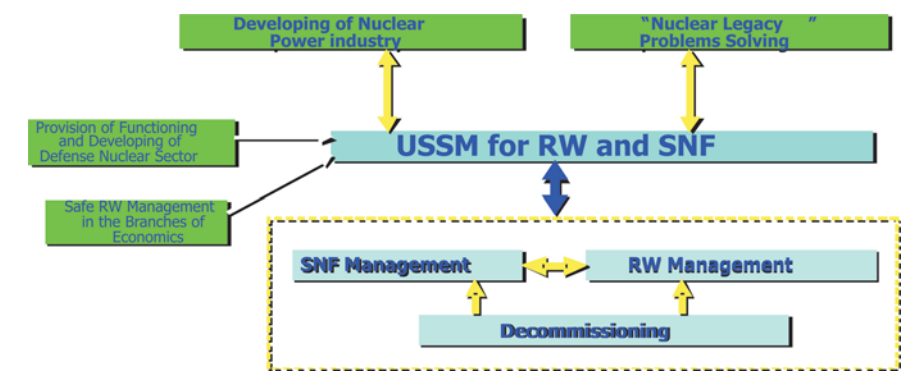 Developing of Nuclear
Power industry
“Nuclear Legacy ”
Problems Solving
Provision of Functioning
and Developing of
Defense Nuclear Sector
USSM for RW and SNF
Safe RW Management
in the Branches of
Economics
SNF Management
RW Management
Decommissioning